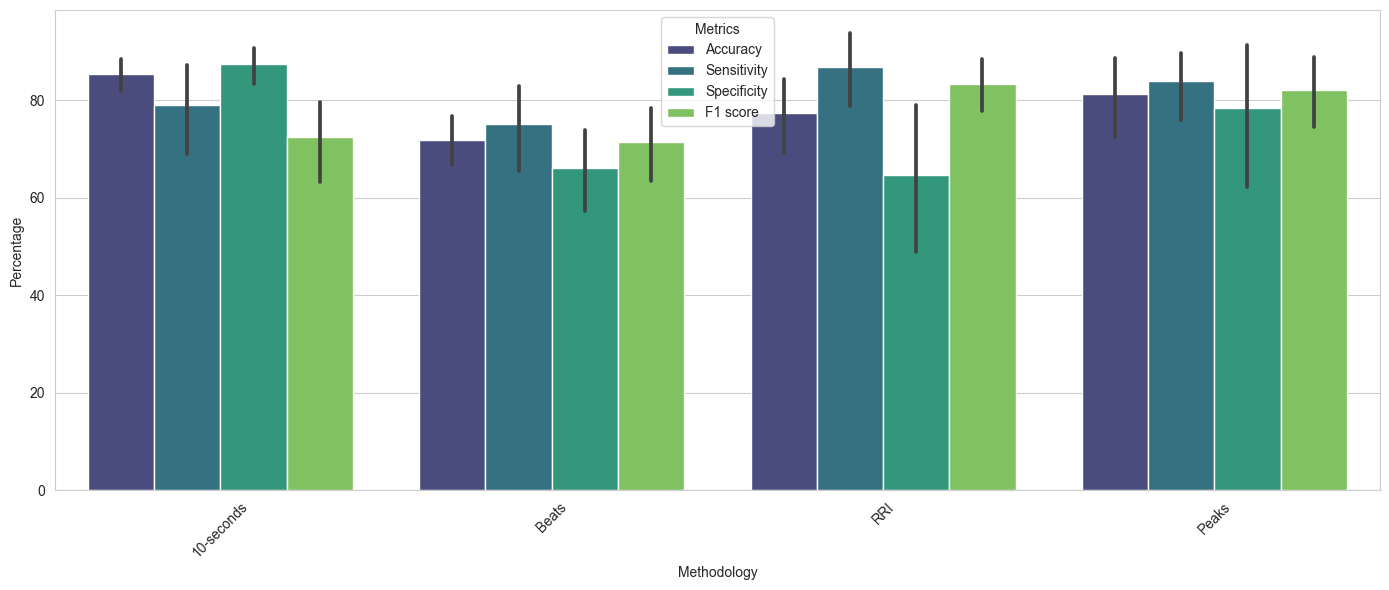 Metrics
Accuracy
Sensitivity
Specificity
F1 score
80
60
40
20
0
Percentage
10-seconds
Beats
RRI
Peaks
Methodology